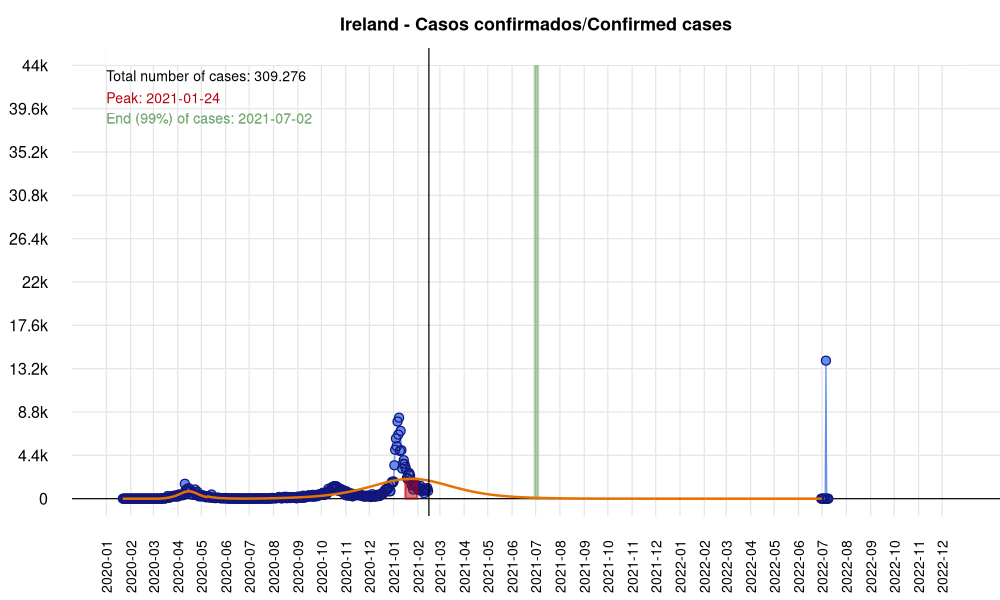 Ireland - Casos confirmados/Confirmed cases
44k
Total number of cases: 309.276
Peak: 2021-01-24
End (99%) of cases: 2021-07-02
39.6k
35.2k
30.8k
26.4k
22k
17.6k
13.2k
8.8k
4.4k
0
2020-01
2020-02
2020-03
2020-04
2020-05
2020-06
2020-07
2020-08
2020-09
2020-10
2020-11
2020-12
2021-01
2021-02
2021-03
2021-04
2021-05
2021-06
2021-07
2021-08
2021-09
2021-10
2021-11
2021-12
2022-01
2022-02
2022-03
2022-04
2022-05
2022-06
2022-07
2022-08
2022-09
2022-10
2022-11
2022-12